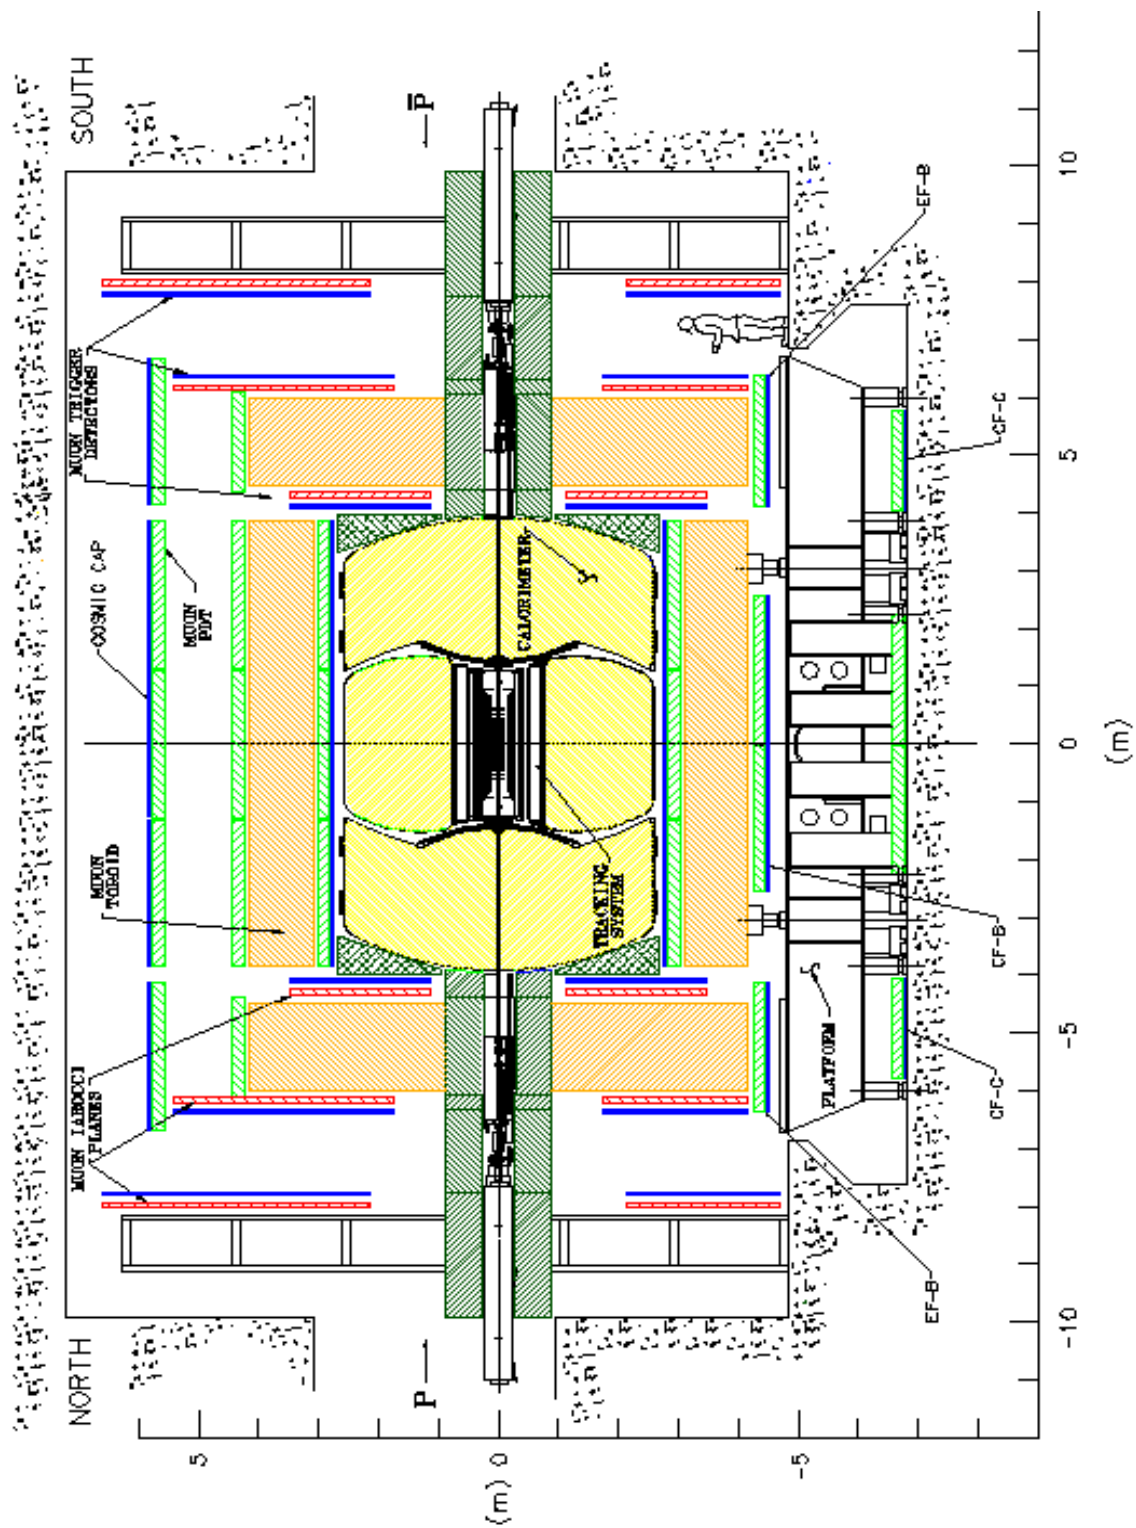 NORTH
SOUTH
COSMIC CAP
MUON TRIGGER
DETECTORS
MUON IAROCCI
PLANES
MUON
TOROID
MUON
PDT
5
P
P̄
0
(m)
CALORIMETER
TRACKING
SYSTEM
-5
PLATFORM
EF-B
EF-B
CF-C
CF-B
CF-C
-10
-5
0
5
10
(m)